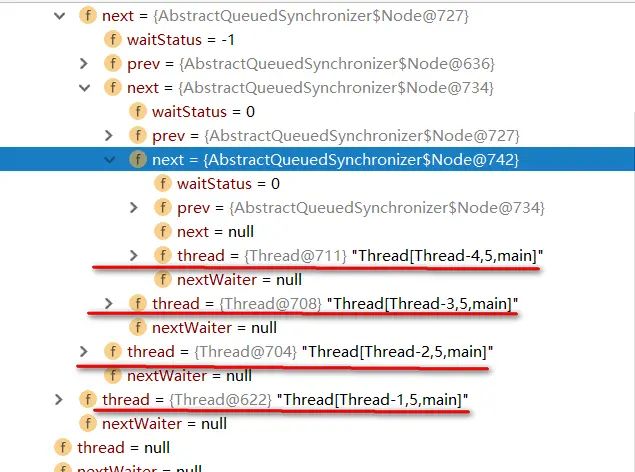 f next = {AbstractQueuedSynchronizer$Node@727}
f waitStatus = -1
f prev = {AbstractQueuedSynchronizer$Node@636}
f next = {AbstractQueuedSynchronizer$Node@734}
f waitStatus = 0
f prev = {AbstractQueuedSynchronizer$Node@727}
f next = {AbstractQueuedSynchronizer$Node@742}
f waitStatus = 0
f prev = {AbstractQueuedSynchronizer$Node@734}
f next = null
f thread = {Thread@711} "Thread[Thread-4,5,main]"
f nextWaiter = null
f thread = {Thread@708} "Thread[Thread-3,5,main]"
f nextWaiter = null
f thread = {Thread@704} "Thread[Thread-2,5,main]"
f nextWaiter = null
f thread = {Thread@622} "Thread[Thread-1,5,main]"
f nextWaiter = null
f thread = null
f nextWaiter = null